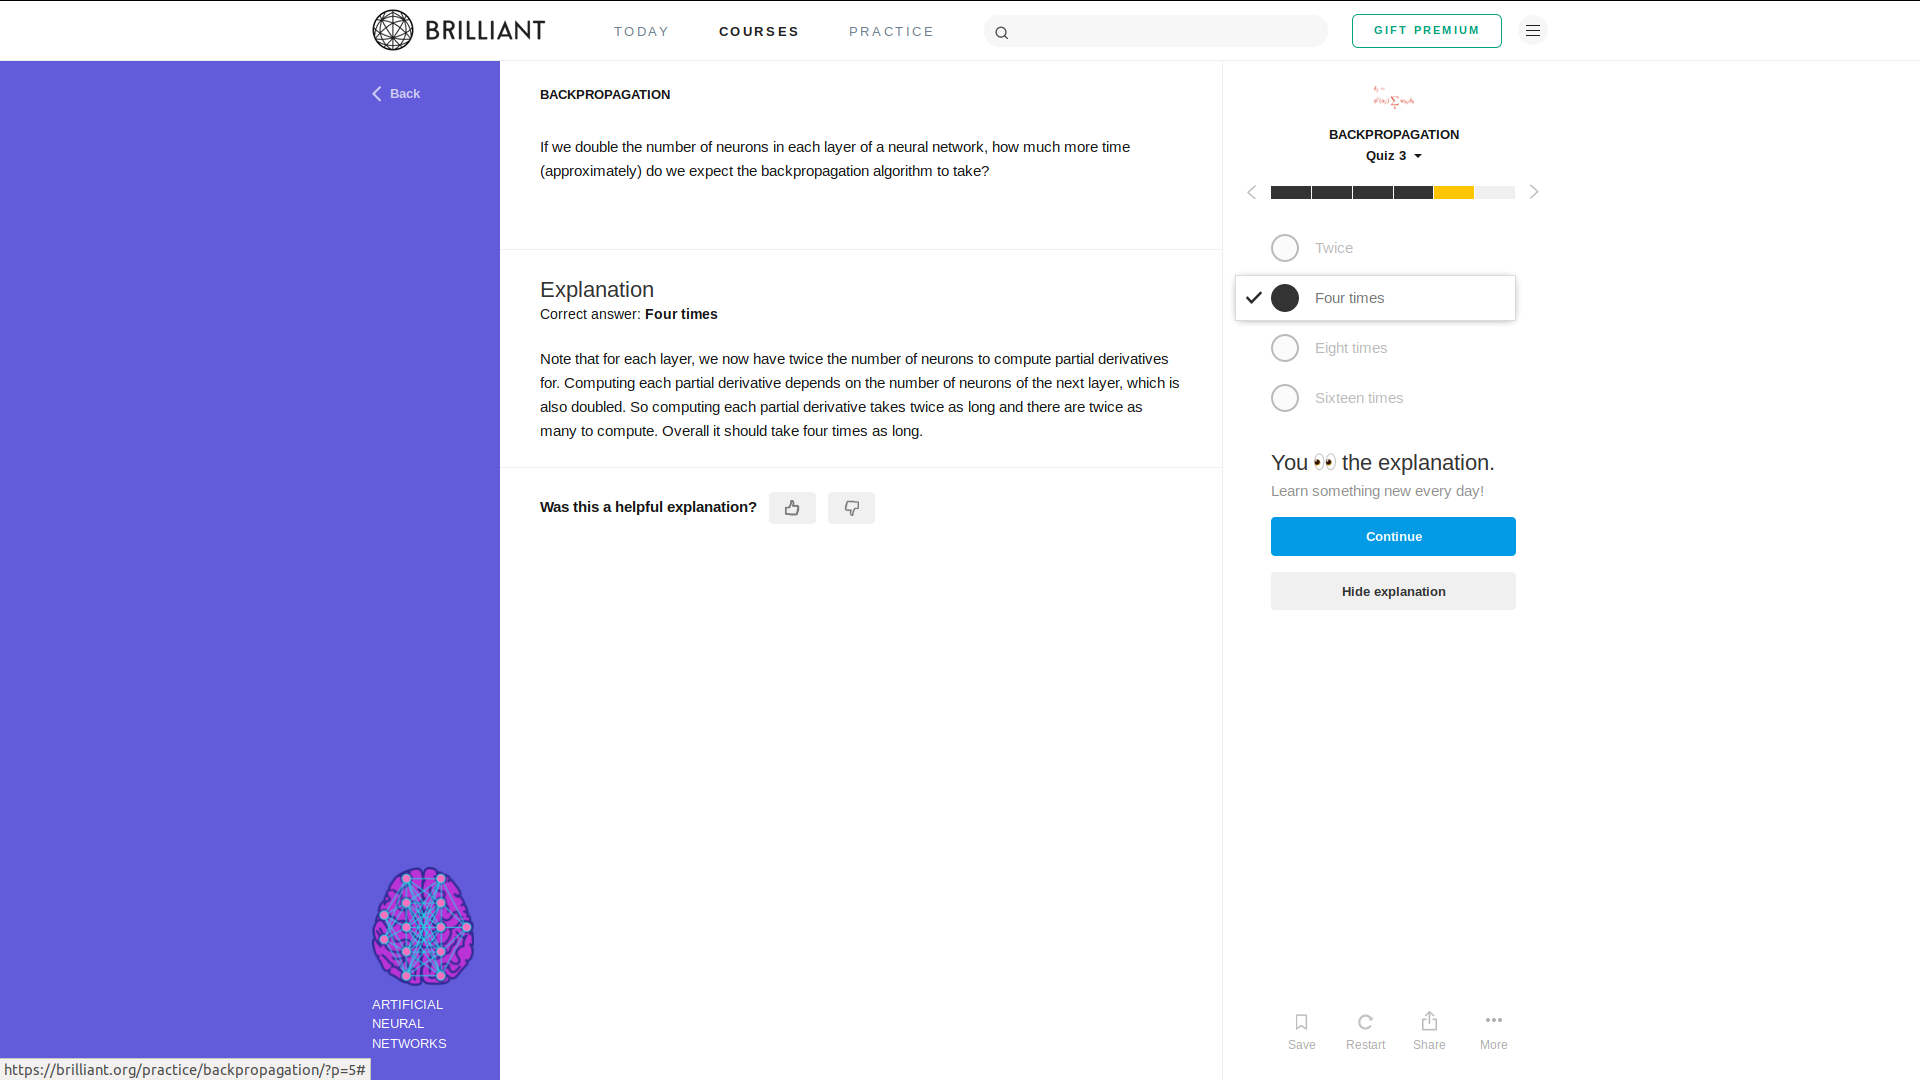 BRILLIANT
TODAY
COURSES
PRACTICE
GIFT PREMIUM
Back
BACKPROPAGATION
If we double the number of neurons in each layer of a neural network, how much more time
(approximately) do we expect the backpropagation algorithm to take?
Explanation
Correct answer: Four times
Note that for each layer, we now have twice the number of neurons to compute partial derivatives
for. Computing each partial derivative depends on the number of neurons of the next layer, which is
also doubled. So computing each partial derivative takes twice as long and there are twice as
many to compute. Overall it should take four times as long.
Was this a helpful explanation?
BACKPROPAGATION
Quiz 3
Twice
Four times
Eight times
Sixteen times
You 👀 the explanation.
Learn something new every day!
Continue
Hide explanation
Save
Restart
Share
More
ARTIFICIAL
NEURAL
NETWORKS
https://brilliant.org/practice/backpropagation/?p=5#